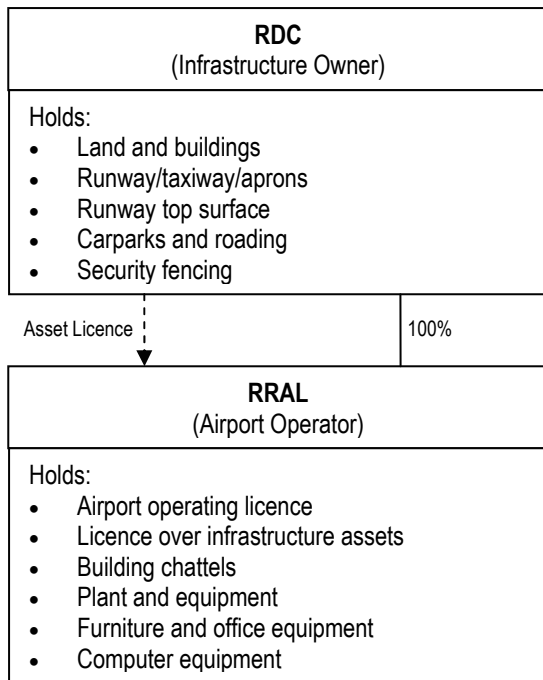 RDC
(Infrastructure Owner)
Holds:
• Land and buildings
• Runway/taxiway/aprons
• Runway top surface
• Carparks and roading
• Security fencing
Asset Licence
100%
RRAL
(Airport Operator)
Holds:
• Airport operating licence
• Licence over infrastructure assets
• Building chattels
• Plant and equipment
• Furniture and office equipment
• Computer equipment